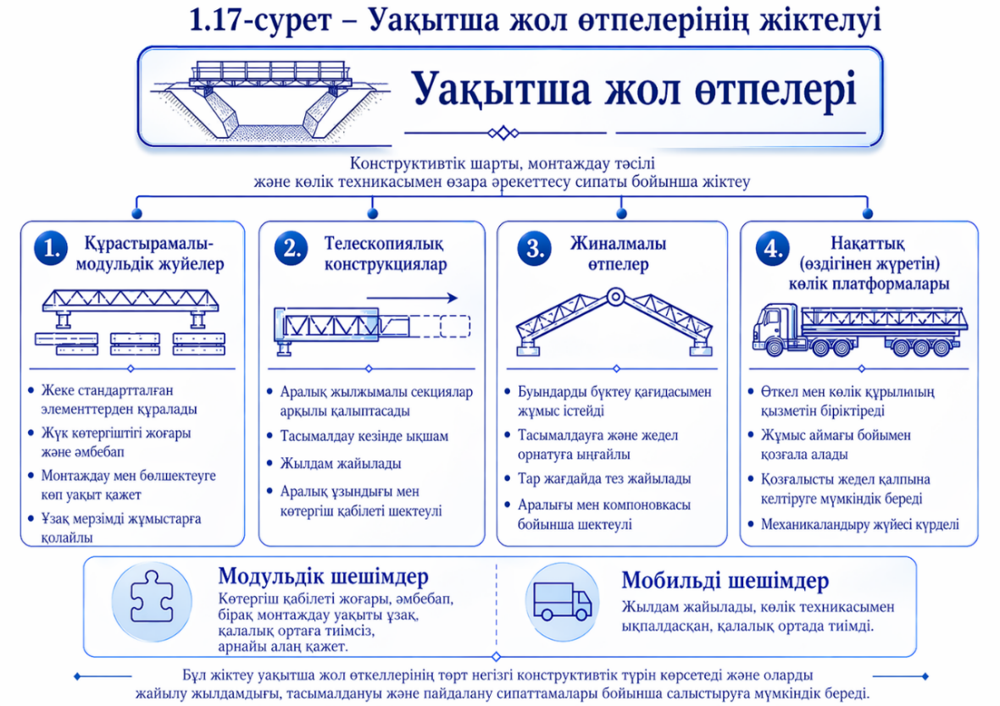 1.17-сурет – Уақытша жол өтпелерінің жіктелуі
Уақытша жол өтпелері
Конструктивтік шарты, монтаждау тәсілі
және көлік техникасымен өзара әрекеттесу сипаты бойынша жіктеу
1.
Құрастырамалы-
модульдік жуйелер
• Жеке стандартталған
элементтерден құралады
• Жүк көтергіштігі жоғары
және әмбебап
• Монтаждау мен бөлшектеуге
көп уақыт қажет
• Ұзақ мерзімді жұмыстарға
қолайлы
2.
Телескопиялық
конструкциялар
• Аралық жылжымалы секциялар
арқылы қалыптасады
• Тасымалдау кезінде ықшам
• Жылдам жайылады
• Аралық ұзындығы мен
көтергіш қабілеті шектеулі
3.
Жиналмалы
өтпелер
• Буындарды бүктеу қағидасымен
жұмыс істейді
• Тасымалдауға және жедел
орнатуға ыңғайлы
• Тар жағдайда тез жайылады
• Аралығы мен компоновкасы
бойынша шектеулі
4.
Нақаттық
(өздігінен жүретін)
көлік платформалары
• Өткел мен көлік
қызметін біріктіреді
• Жұмыс аймағы бойымен
қозғала алады
• Қозғалысты жедел қалпына
келтіруге мүмкіндік береді
• Механикаландыру жүйесі күрделі
Модульдік шешімдер
Көтергіш қабілеті жоғары, әмбебап,
бірақ монтаждау уақыты ұзақ,
қалалық ортаға тиімсіз,
арнайы алаң қажет.
Мобильді шешімдер
Жылдам жайылады, көлік техникасымен
ықпалдасқан, қалалық ортада тиімді.
Бұл жіктеу уақытша жол өткеллерінің төрт негізгі конструктивтік түрін көрсетеді және оларды
жайылу жылдамдығы, тасымалдануы және пайдалану сипаттамалары бойынша салыстыруға мүмкіндік береді.